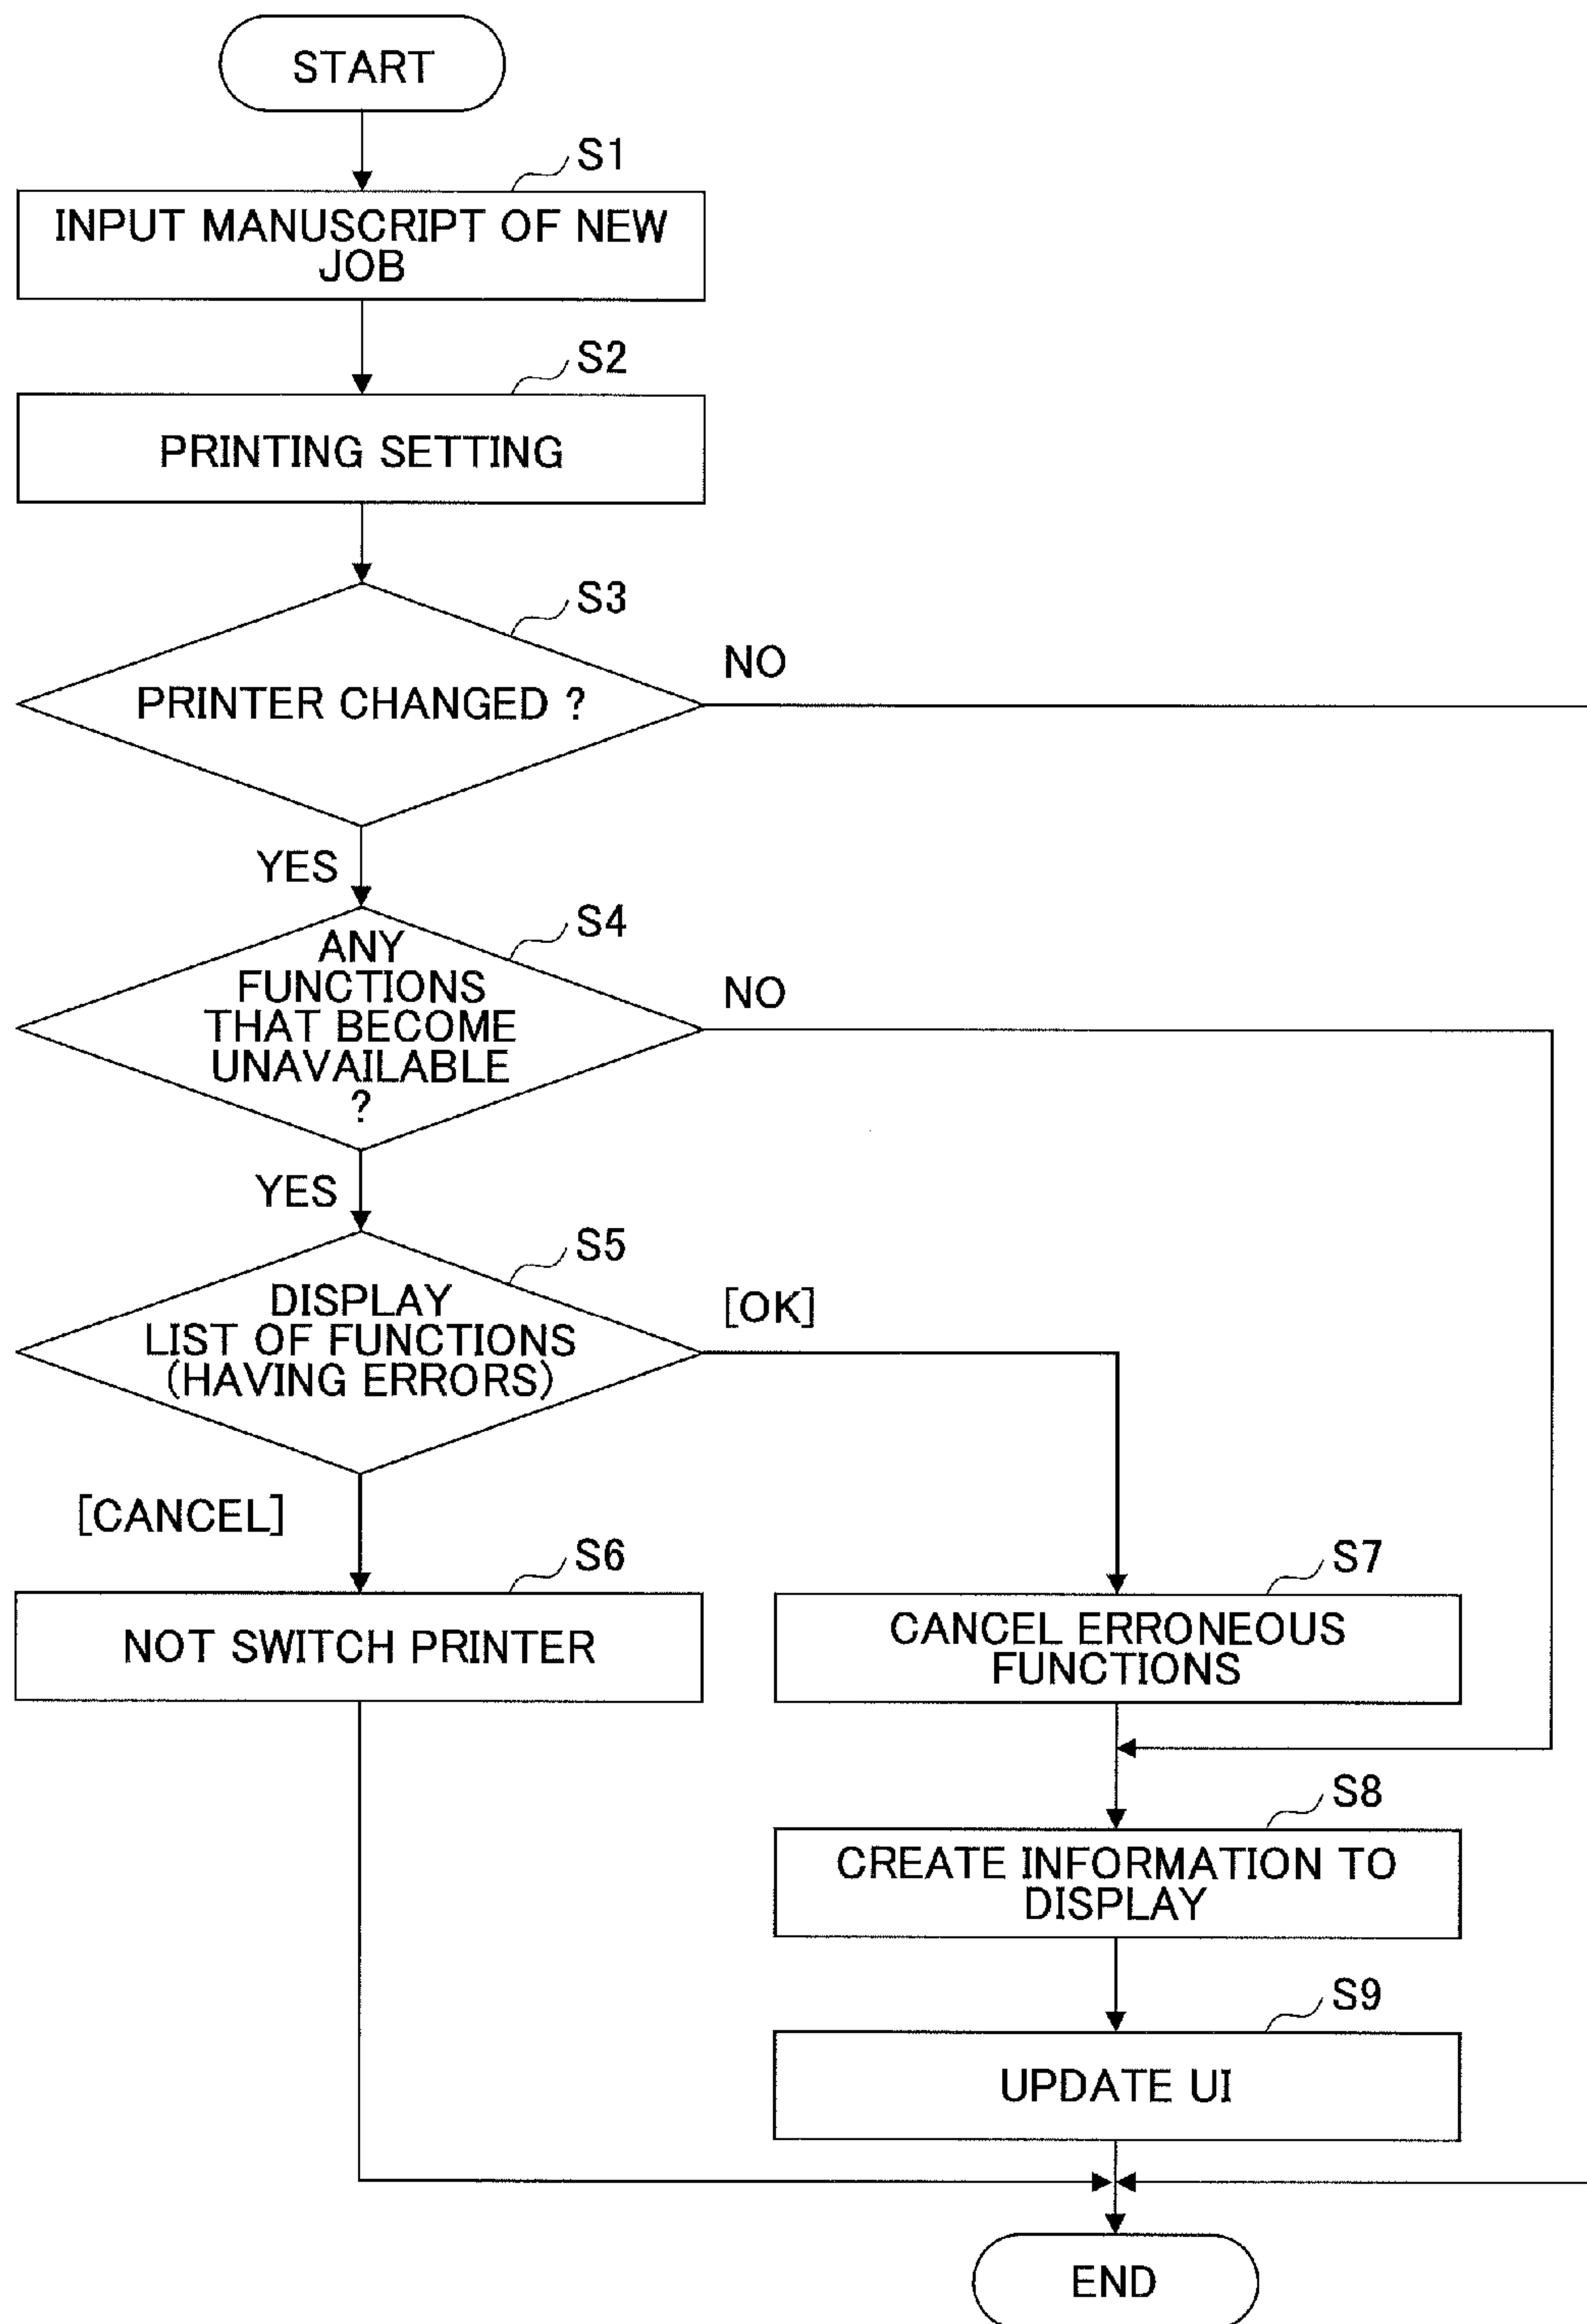 START
S1
INPUT MANUSCRIPT OF NEW
JOB
S2
PRINTING SETTING
S3
PRINTER CHANGED ?
NO
YES
S4
ANY
FUNCTIONS
THAT BECOME
UNAVAILABLE
?
NO
YES
S5
DISPLAY
LIST OF FUNCTIONS
(HAVING ERRORS)
[OK]
[CANCEL]
S6
NOT SWITCH PRINTER
S7
CANCEL ERRONEOUS
FUNCTIONS
S8
CREATE INFORMATION TO
DISPLAY
S9
UPDATE UI
END